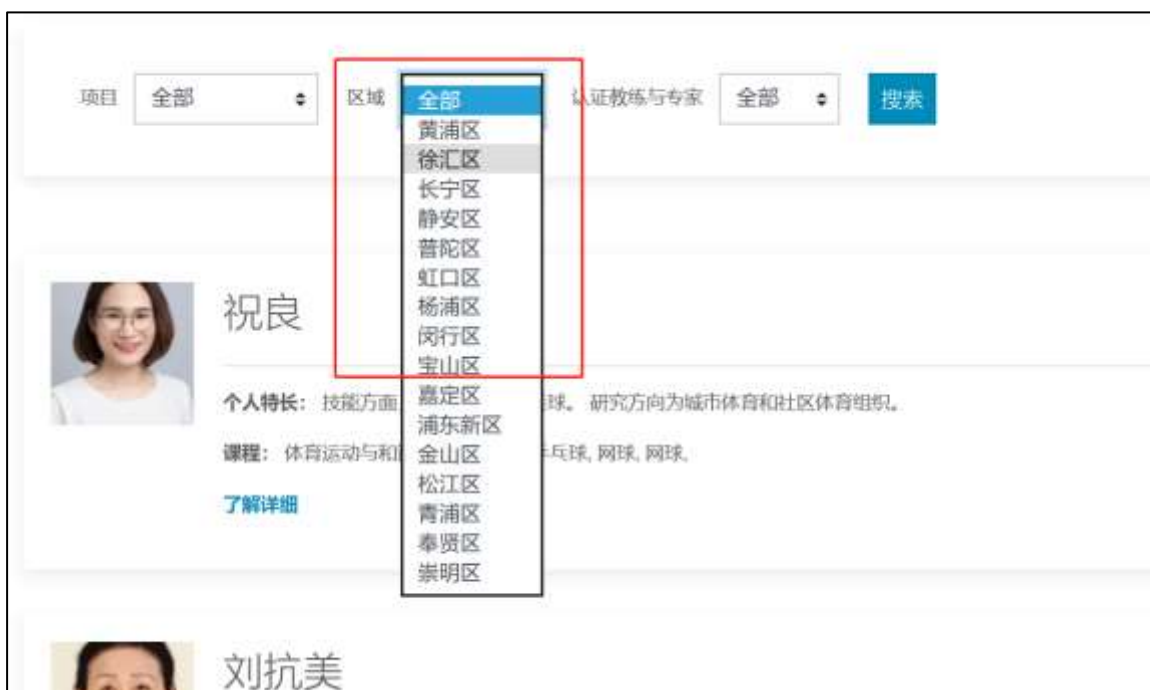 项目 全部 区域 全部 认证教练与专家 全部 搜索
黄浦区
徐汇区
长宁区
静安区
普陀区
虹口区
杨浦区
闵行区
宝山区
嘉定区
浦东新区
金山区
松江区
青浦区
奉贤区
崇明区
祝良
个人特长： 技能方面 球。 研究方向为城市体育和社区体育组织。
课程： 体育运动与和 乒乓球, 网球, 网球,
了解详细
刘抗美